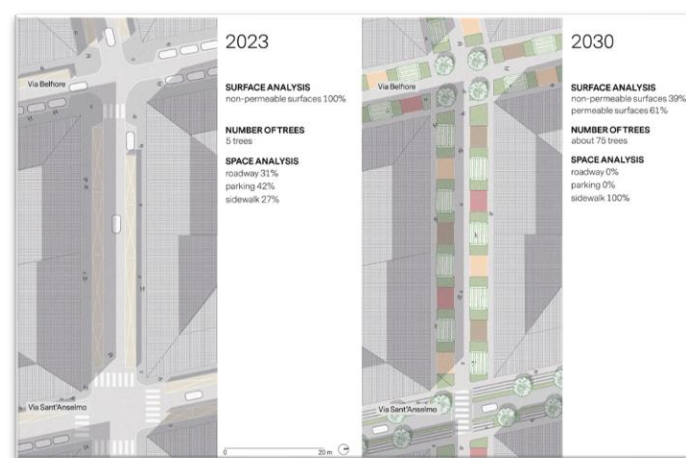 2023
Via Belfiore
SURFACE ANALYSIS
non-permeable surfaces 100%
NUMBER OF TREES
5 trees
SPACE ANALYSIS
roadway 31%
parking 42%
sidewalk 27%
Via Sant'Anselmo
0 20 m
2030
Via Belfiore
SURFACE ANALYSIS
non-permeable surfaces 39%
permeable surfaces 61%
NUMBER OF TREES
about 75 trees
SPACE ANALYSIS
roadway 0%
parking 0%
sidewalk 100%
Via Sant'Anselmo